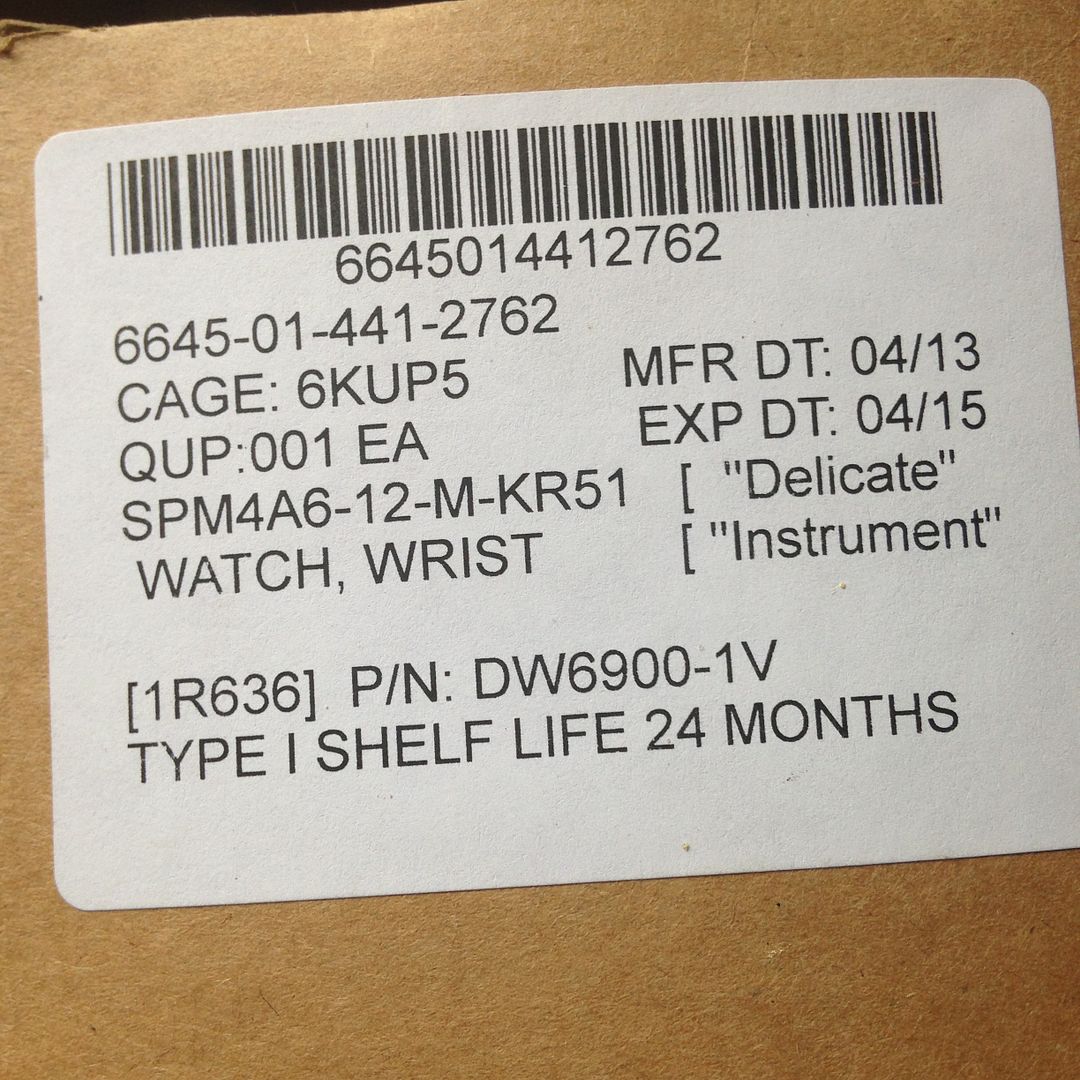 6645014412762
6645-01-441-2762
CAGE: 6KUP5 MFR DT: 04/13
QUP:001 EA EXP DT: 04/15
SPM4A6-12-M-KR51 [ "Delicate"
WATCH, WRIST [ "Instrument"
[1R636] P/N: DW6900-1V
TYPE I SHELF LIFE 24 MONTHS